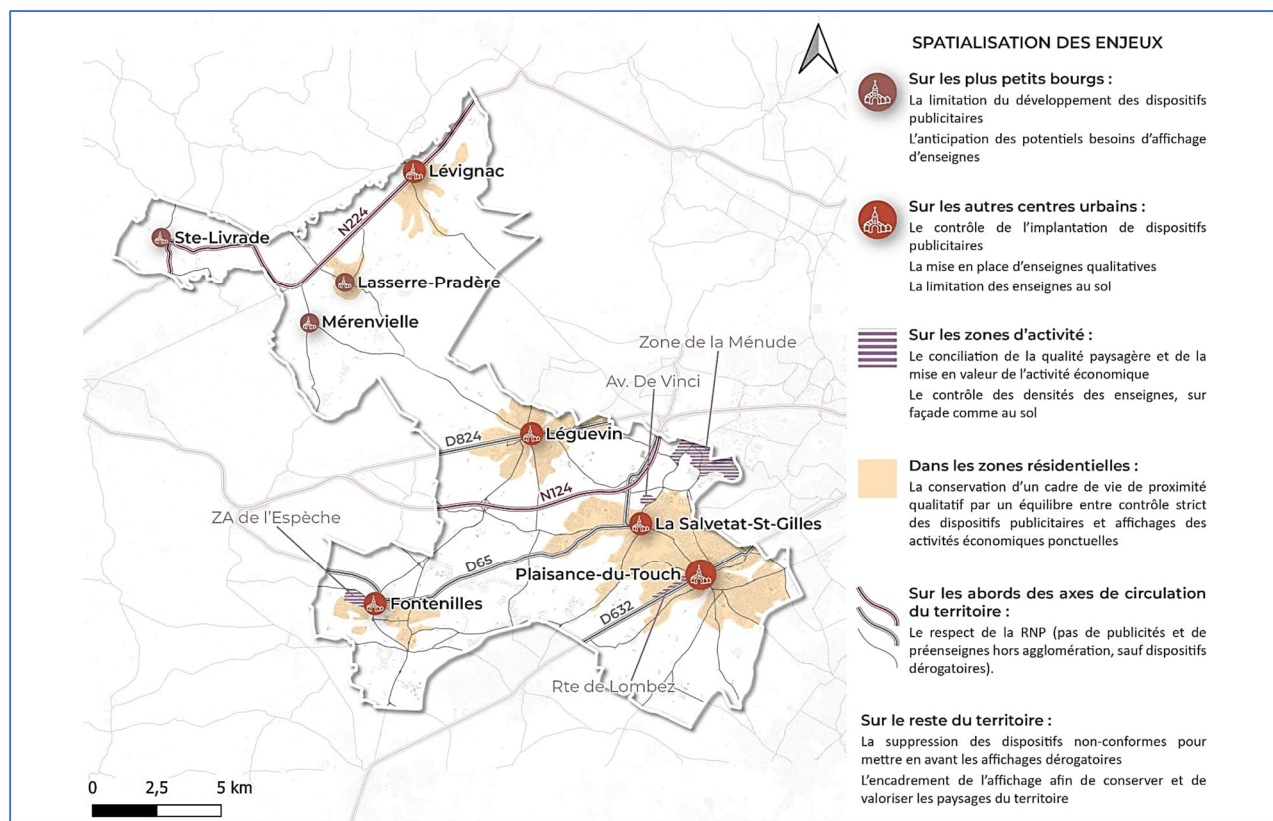 Lévignac
N224
Ste-Livrade
Lasserre-Pradère
Mérenvielle
Zone de la Ménude
Av. De Vinci
D824
Léguevin
N124
ZA de l'Espèche
La Salvetat-St-Gilles
D65
Plaisance-du-Touch
Fontenilles
D632
Rte de Lombez
0 2,5 5 km
SPATIALISATION DES ENJEUX
Sur les plus petits bourgs :
La limitation du développement des dispositifs
publicitaires
L'anticipation des potentiels besoins d'affichage
d'enseignes
Sur les autres centres urbains :
Le contrôle de l'implantation de dispositifs
publicitaires
La mise en place d'enseignes qualitatives
La limitation des enseignes au sol
Sur les zones d'activité :
Le conciliation de la qualité paysagère et de la
mise en valeur de l'activité économique
Le contrôle des densités des enseignes, sur
façade comme au sol
Dans les zones résidentielles :
La conservation d'un cadre de vie de proximité
qualitatif par un équilibre entre contrôle strict
des dispositifs publicitaires et affichages des
activités économiques ponctuelles
Sur les abords des axes de circulation
du territoire :
Le respect de la RNP (pas de publicités et de
préenseignes hors agglomération, sauf dispositifs
dérogatoires).
Sur le reste du territoire :
La suppression des dispositifs non-conformes pour
mettre en avant les affichages dérogatoires
L'encadrement de l'affichage afin de conserver et de
valoriser les paysages du territoire